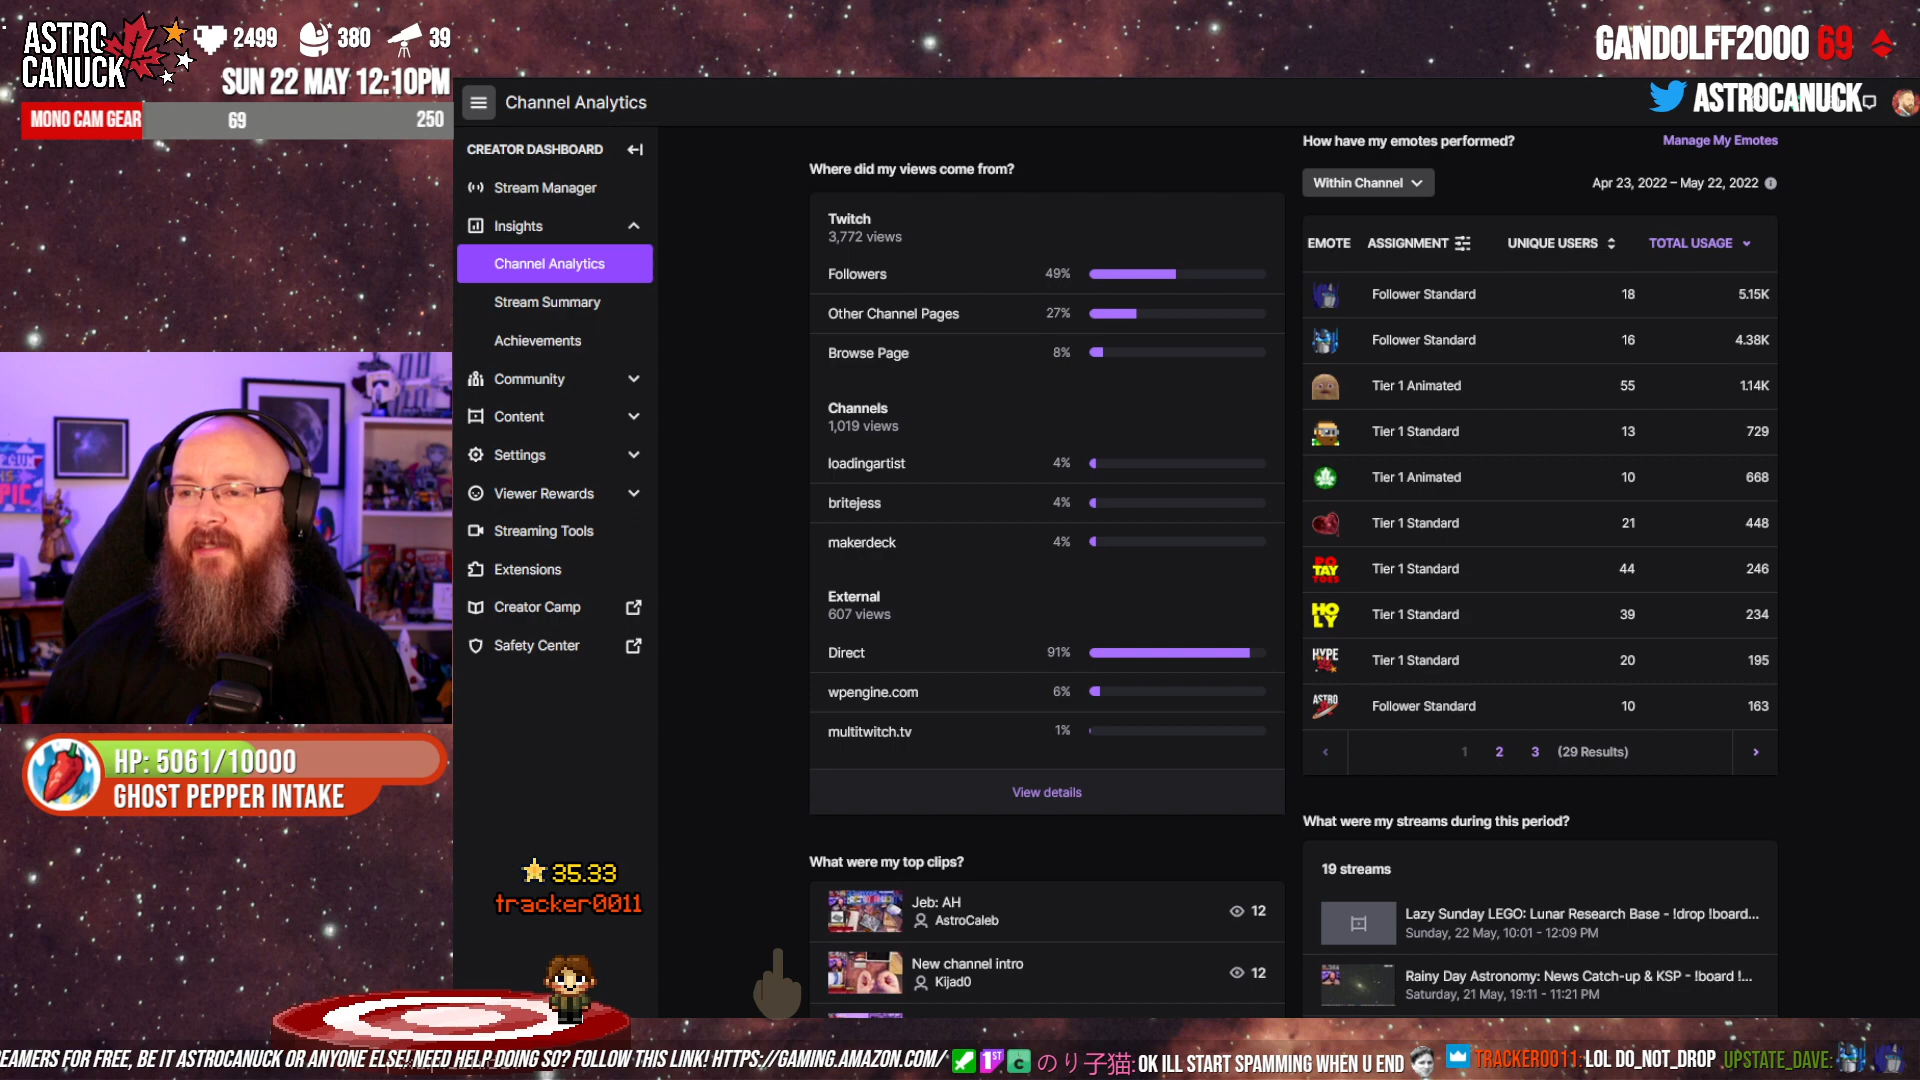 ASTRO
CANUCK
2499
380
39
SUN 22 MAY 12:10PM
MONO CAM GEAR
69
250
GANDOLFF2000 69
ASTROCANUCK
Channel Analytics
CREATOR DASHBOARD
Stream Manager
Insights
Channel Analytics
Stream Summary
Achievements
Community
Content
Settings
Viewer Rewards
Streaming Tools
Extensions
Creator Camp
Safety Center
Where did my views come from?
Twitch
3,772 views
Followers 49%
Other Channel Pages 27%
Browse Page 8%
Channels
1,019 views
loadingartist 4%
britejess 4%
makerdeck 4%
External
607 views
Direct 91%
wpengine.com 6%
multitwitch.tv 1%
View details
What were my top clips?
Jeb: AH
AstroCaleb
12
New channel intro
Kijad0
12
How have my emotes performed?
Manage My Emotes
Within Channel
Apr 23, 2022 – May 22, 2022
EMOTE ASSIGNMENT UNIQUE USERS TOTAL USAGE
Follower Standard 18 5.15K
Follower Standard 16 4.38K
Tier 1 Animated 55 1.14K
Tier 1 Standard 13 729
Tier 1 Animated 10 668
Tier 1 Standard 21 448
PO
TAY
TOES
Tier 1 Standard 44 246
HO
LY
Tier 1 Standard 39 234
HYPE
Tier 1 Standard 20 195
ASTRO
Follower Standard 10 163
1 2 3 (29 Results)
What were my streams during this period?
19 streams
Lazy Sunday LEGO: Lunar Research Base - !drop !board...
Sunday, 22 May, 10:01 - 12:09 PM
Rainy Day Astronomy: News Catch-up & KSP - !board !...
Saturday, 21 May, 19:11 - 11:21 PM
HP: 5061/10000
GHOST PEPPER INTAKE
35.33
tracker0011
EAMERS FOR FREE, BE IT ASTROCANUCK OR ANYONE ELSE! NEED HELP DOING SO? FOLLOW THIS LINK! HTTPS://GAMING.AMAZON.COM/
1ST
のり子猫: OK ILL START SPAMMING WHEN U END
TRACKER0011: LOL DO_NOT_DROP
UPSTATE_DAVE: